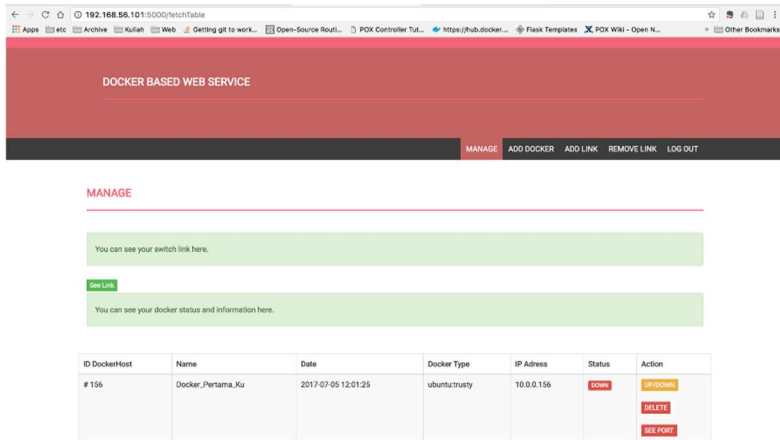 192.168.56.101:5000/fetchTable
Apps etc Archive Kuliah Web Getting git to work... Open-Source Routi... POX Controller Tut... https://hub.docker.... Flask Templates POX Wiki - Open N... » Other Bookmarks
DOCKER BASED WEB SERVICE
MANAGE ADD DOCKER ADD LINK REMOVE LINK LOG OUT
MANAGE
You can see your switch link here.
See Link
You can see your docker status and information here.
ID DockerHost Name Date Docker Type IP Adress Status Action
# 156 Docker_Pertama_Ku 2017-07-05 12:01:25 ubuntu:trusty 10.0.0.156 DOWN UP/DOWN
DELETE
SEE PORT